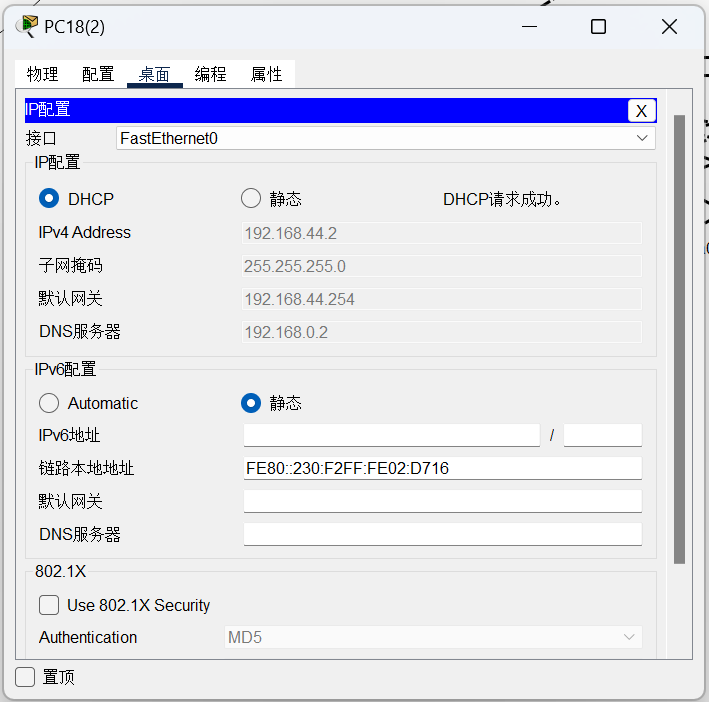 PC18(2)
物理 配置 桌面 编程 属性
IP配置 X
接口 FastEthernet0
IP配置
DHCP 静态 DHCP请求成功。
IPv4 Address 192.168.44.2
子网掩码 255.255.255.0
默认网关 192.168.44.254
DNS服务器 192.168.0.2
IPv6配置
Automatic 静态
IPv6地址 /
链路本地地址 FE80::230:F2FF:FE02:D716
默认网关
DNS服务器
802.1X
Use 802.1X Security
Authentication MD5
置顶